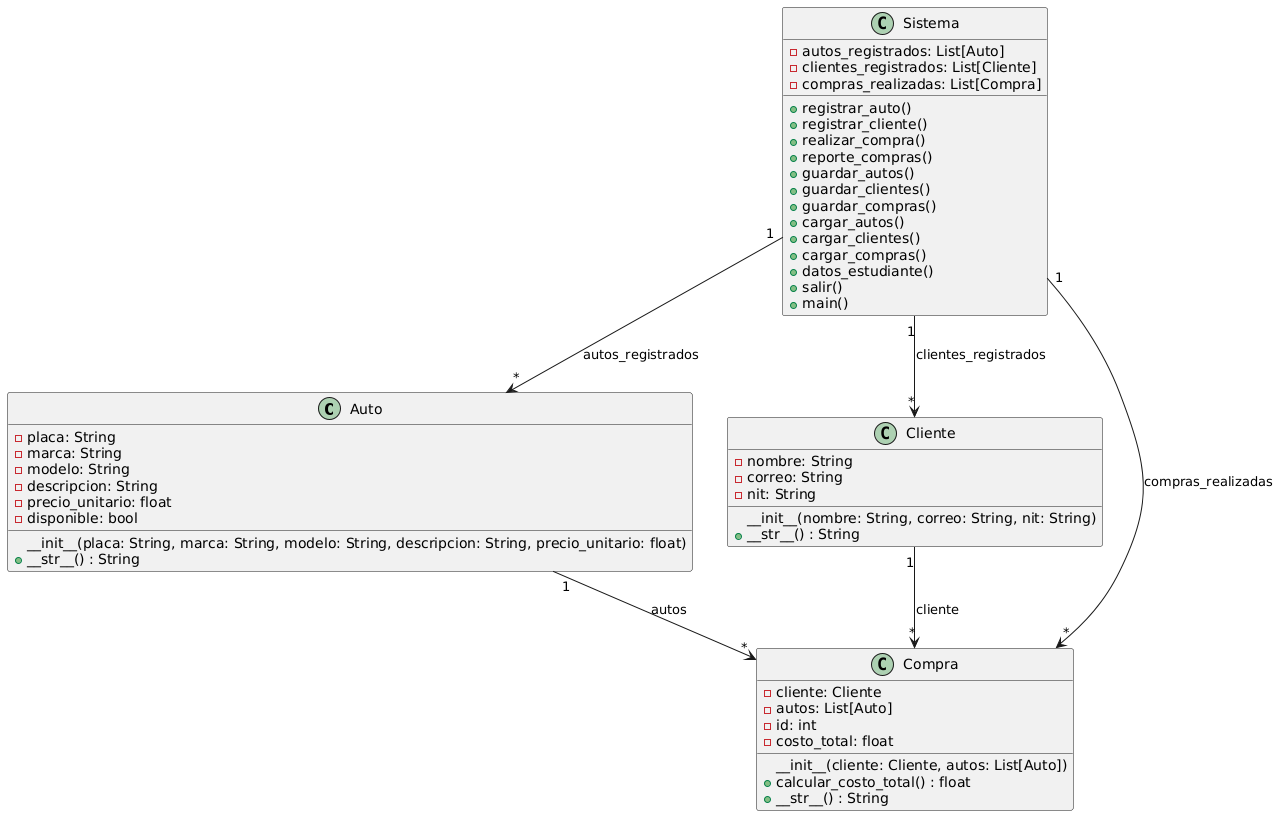 C Sistema
autos_registrados: List[Auto]
clientes_registrados: List[Cliente]
compras_realizadas: List[Compra]
registrar_auto()
registrar_cliente()
realizar_compra()
reporte_compras()
guardar_autos()
guardar_clientes()
guardar_compras()
cargar_autos()
cargar_clientes()
cargar_compras()
datos_estudiante()
salir()
main()
1
1
1
autos_registrados
clientes_registrados
*
*
C Auto
placa: String
marca: String
modelo: String
descripcion: String
precio_unitario: float
disponible: bool
__init__(placa: String, marca: String, modelo: String, descripcion: String, precio_unitario: float)
__str__() : String
C Cliente
nombre: String
correo: String
nit: String
__init__(nombre: String, correo: String, nit: String)
__str__() : String
compras_realizadas
1
1
autos
cliente
*
*
*
C Compra
cliente: Cliente
autos: List[Auto]
id: int
costo_total: float
__init__(cliente: Cliente, autos: List[Auto])
calcular_costo_total() : float
__str__() : String